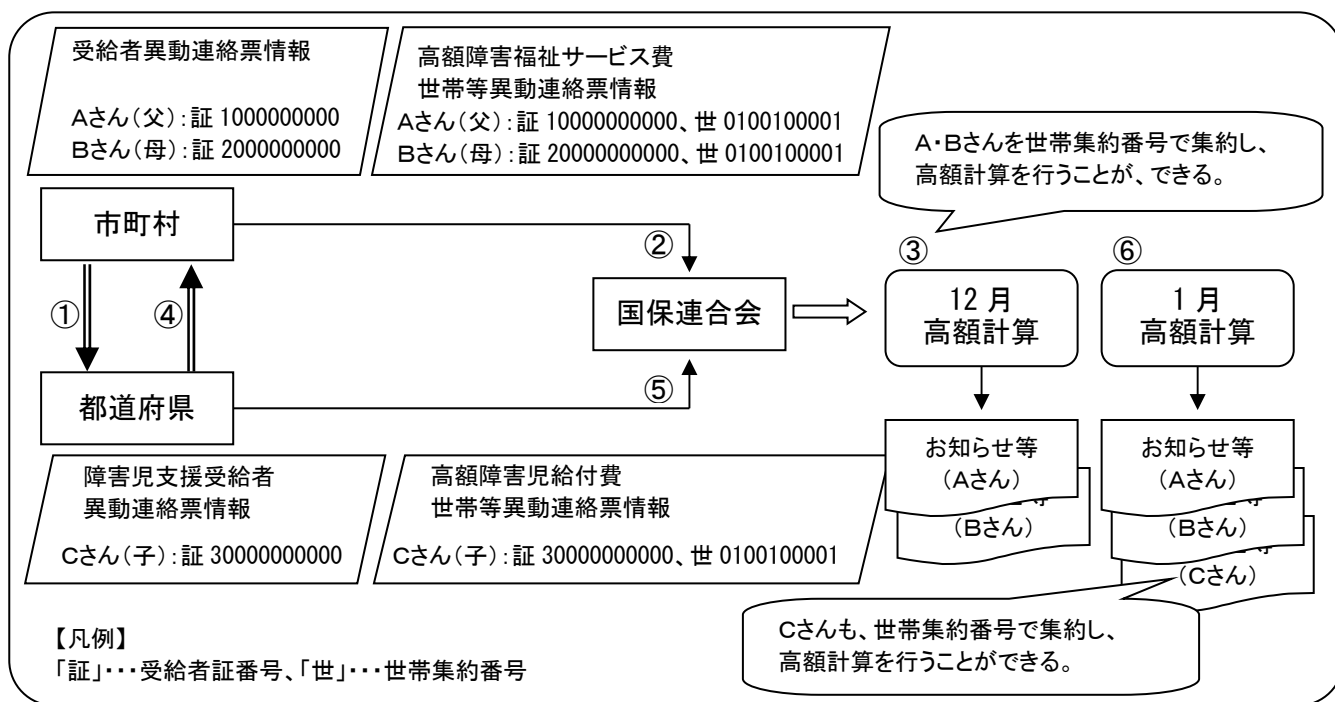 受給者異動連絡票情報
Aさん(父):証 1000000000
Bさん(母):証 2000000000
高額障害福祉サービス費
世帯等異動連絡票情報
Aさん(父):証 10000000000、世 0100100001
Bさん(母):証 20000000000、世 0100100001
A・Bさんを世帯集約番号で集約し、
高額計算を行うことが、できる。
市町村
②
③
⑥
①
④
国保連合会
12 月
高額計算
1 月
高額計算
都道府県
⑤
障害児支援受給者
異動連絡票情報
Cさん(子):証 30000000000
高額障害児給付費
世帯等異動連絡票情報
Cさん(子):証 30000000000、世 0100100001
お知らせ等
(Aさん)
(Bさん)
お知らせ等
(Aさん)
(Bさん)
(Cさん)
Cさんも、世帯集約番号で集約し、
高額計算を行うことができる。
【凡例】
「証」・・・受給者証番号、「世」・・・世帯集約番号